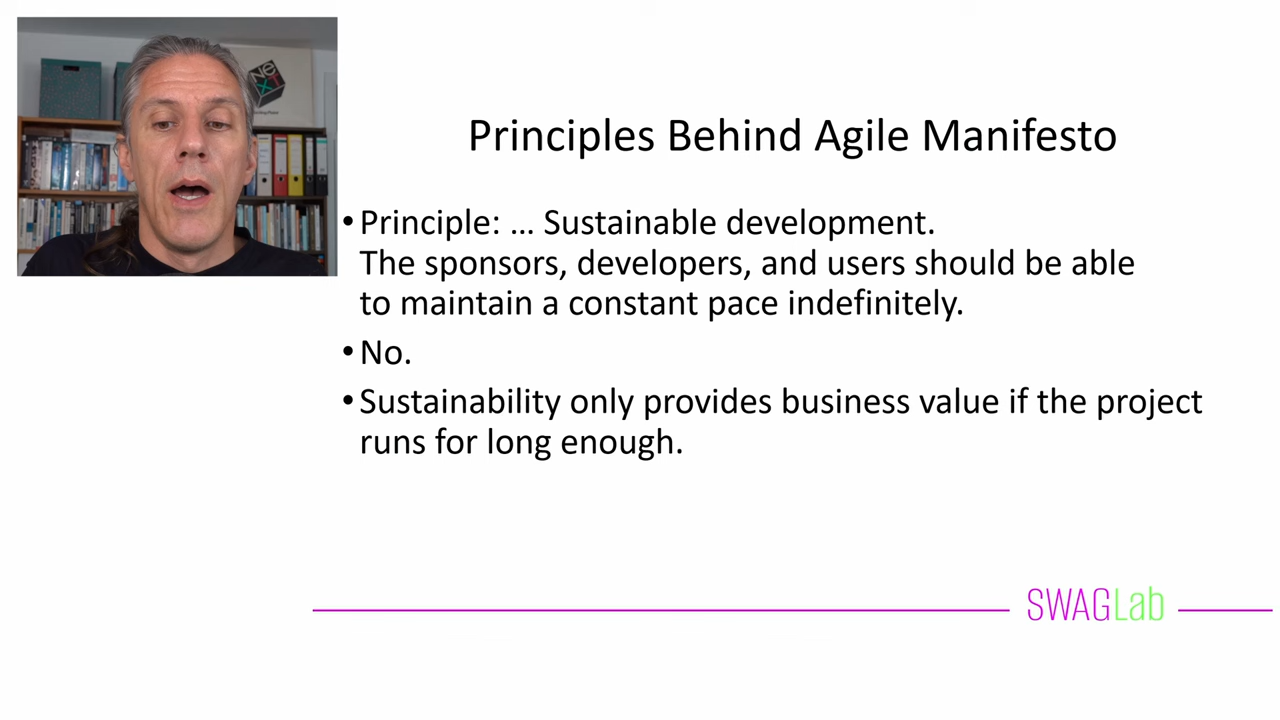 NeXT
Principles Behind Agile Manifesto
• Principle: … Sustainable development.
The sponsors, developers, and users should be able
to maintain a constant pace indefinitely.
• No.
• Sustainability only provides business value if the project
runs for long enough.
SWAGLab